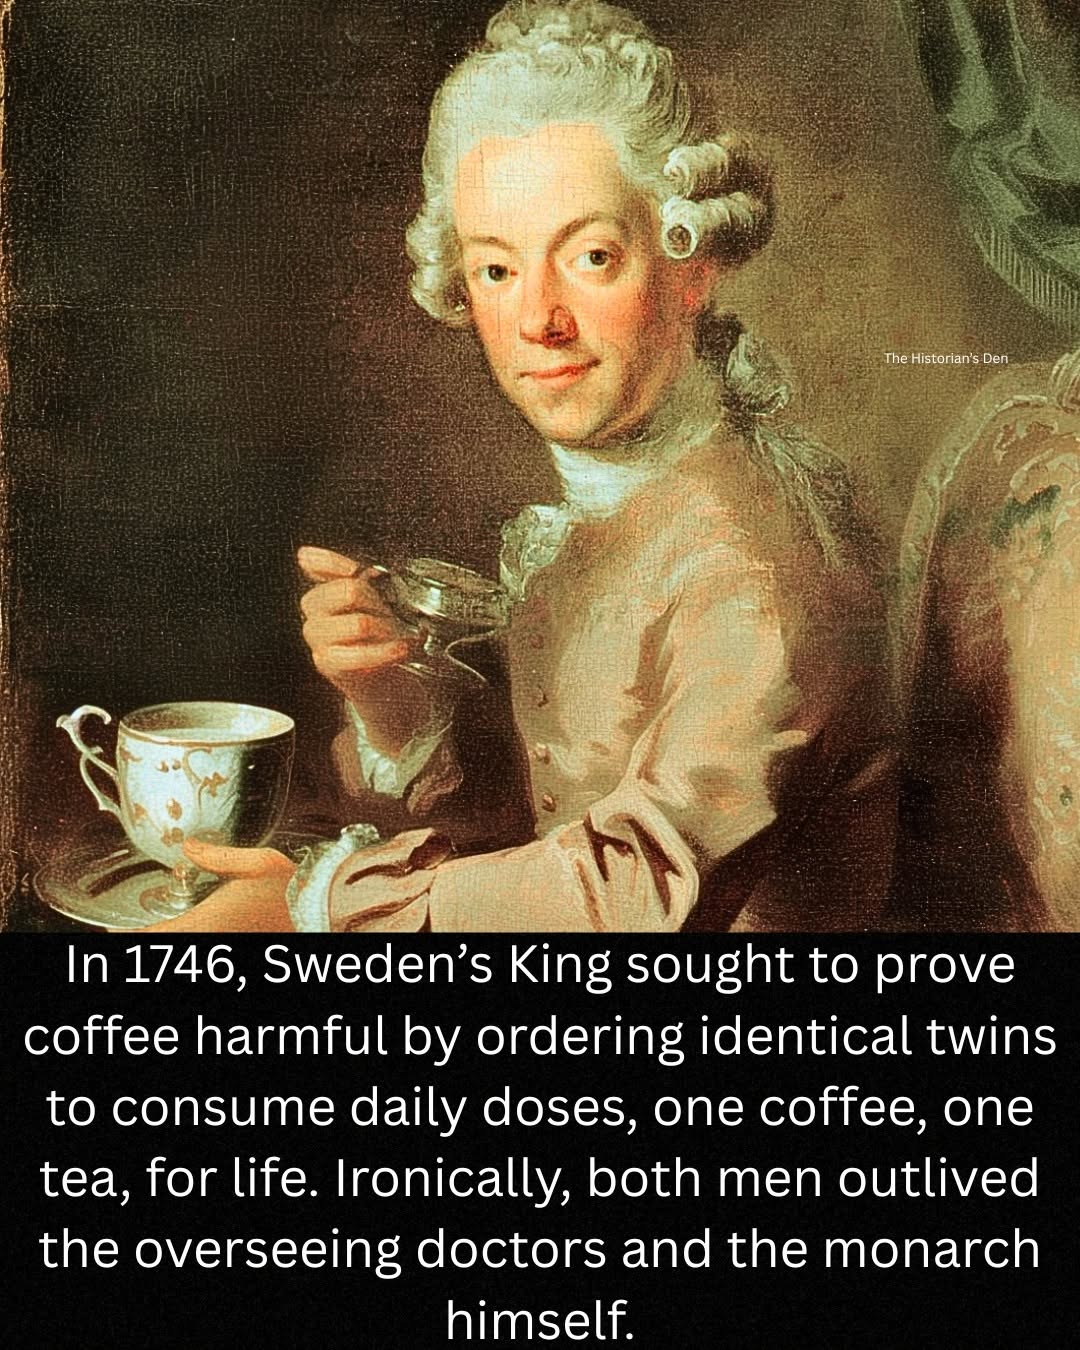 The Historian's Den
In 1746, Sweden’s King sought to prove
coffee harmful by ordering identical twins
to consume daily doses, one coffee, one
tea, for life. Ironically, both men outlived
the overseeing doctors and the monarch
himself.